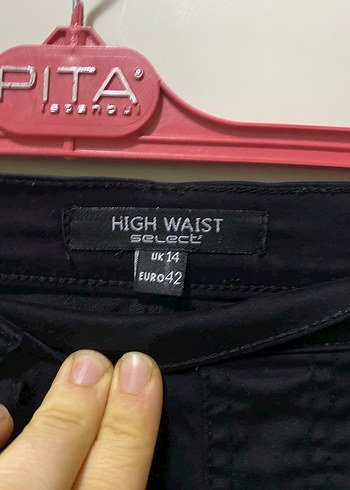 PITA®
istanbul
HIGH WAIST
SELECT
UK 14
EURO 42